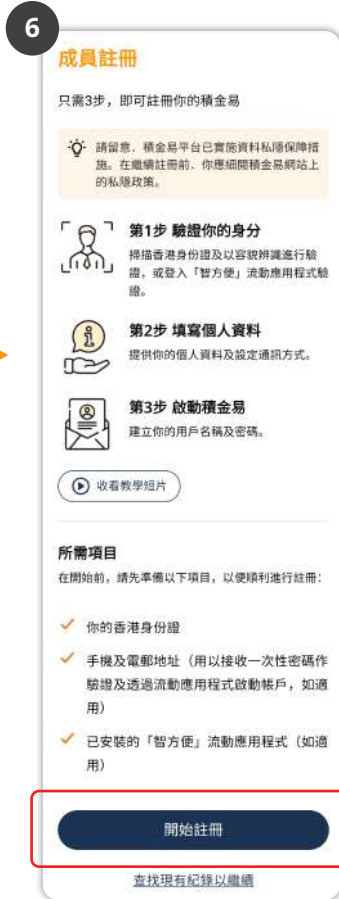 6
成員註冊
只需3步，即可註冊你的積金易
請留意，積金易平台已實施資料私隱保障措
施。在繼續註冊前，你應細閱積金易網站上
的私隱政策。
第1步 驗證你的身分
掃描香港身份證及以容貌辨識進行驗
證，或登入「智方便」流動應用程式驗
證。
第2步 填寫個人資料
提供你的個人資料及設定通訊方式。
第3步 啟動積金易
建立你的用戶名稱及密碼。
收看教學短片
所需項目
在開始前，請先準備以下項目，以便順利進行註冊：
你的香港身份證
手機及電郵地址（用以接收一次性密碼作
驗證及透過流動應用程式啟動帳戶，如適
用）
已安裝的「智方便」流動應用程式（如適
用）
開始註冊
查找現有紀錄以繼續